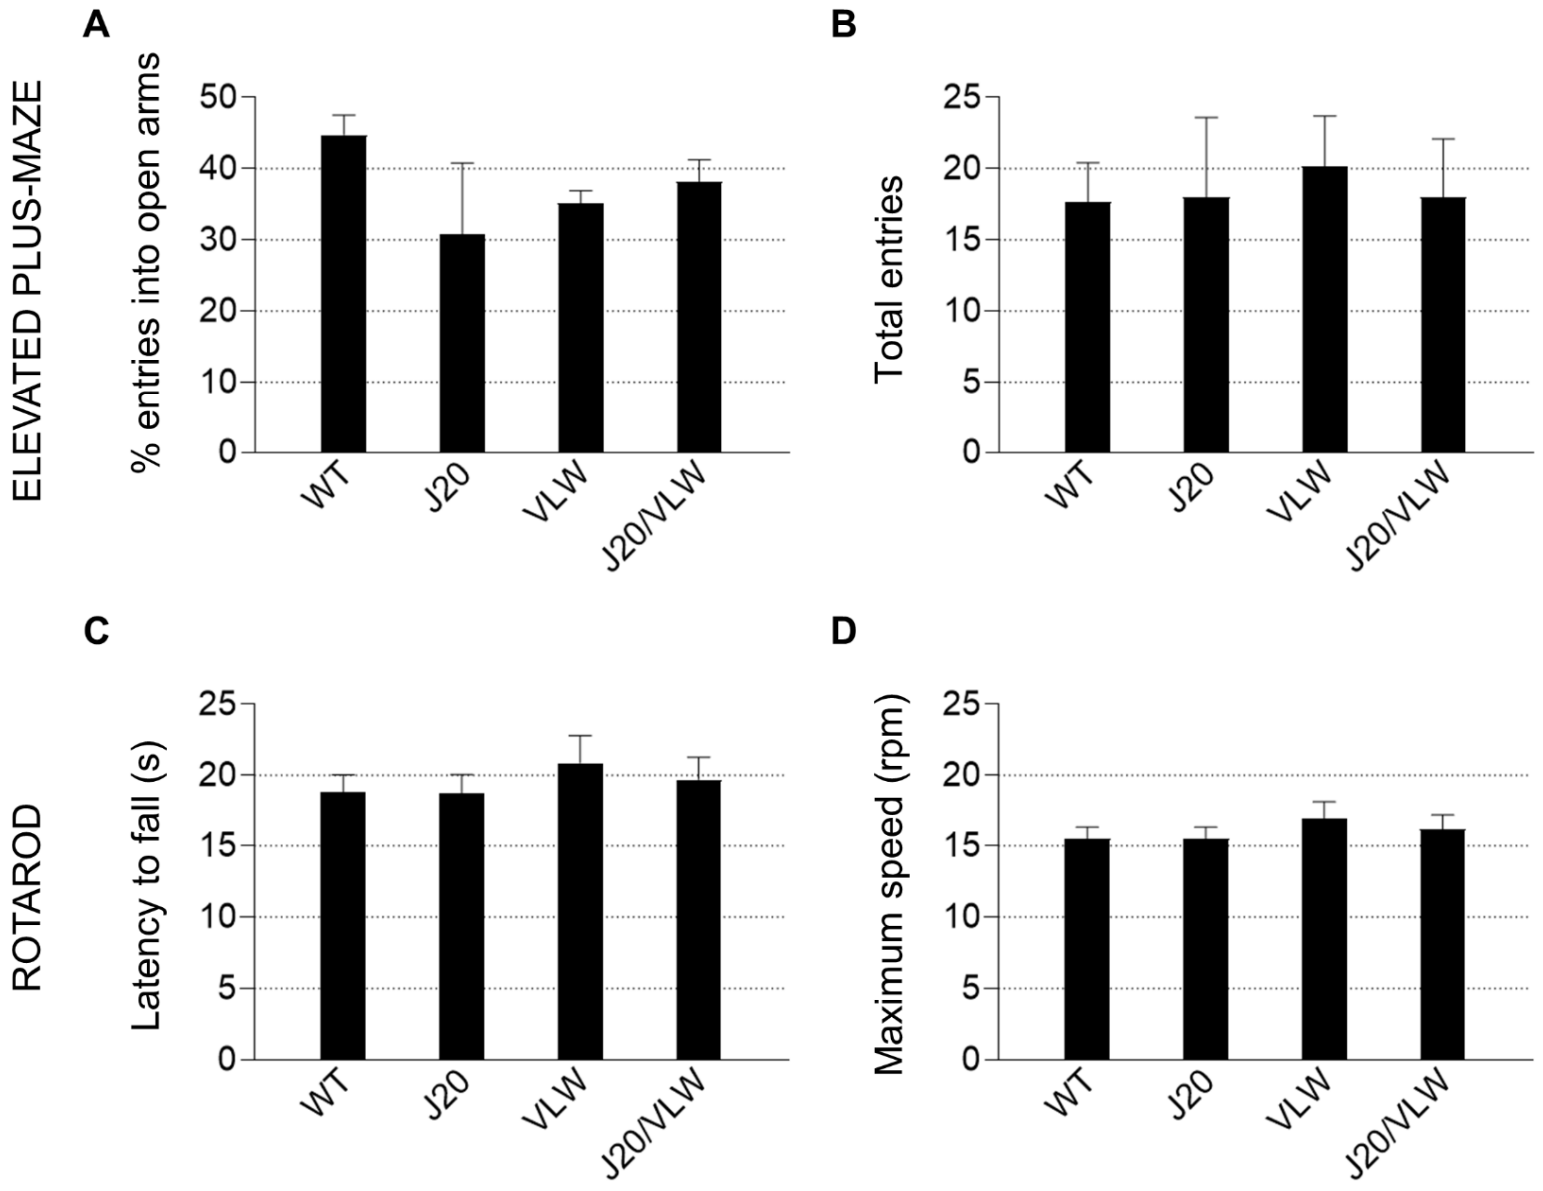 A
ELEVATED PLUS-MAZE
% entries into open arms
50
40
30
20
10
0
WT
J20
VLW
J20/VLW
B
Total entries
25
20
15
10
5
0
WT
J20
VLW
J20/VLW
C
ROTAROD
Latency to fall (s)
25
20
15
10
5
0
WT
J20
VLW
J20/VLW
D
Maximum speed (rpm)
25
20
15
10
5
0
WT
J20
VLW
J20/VLW